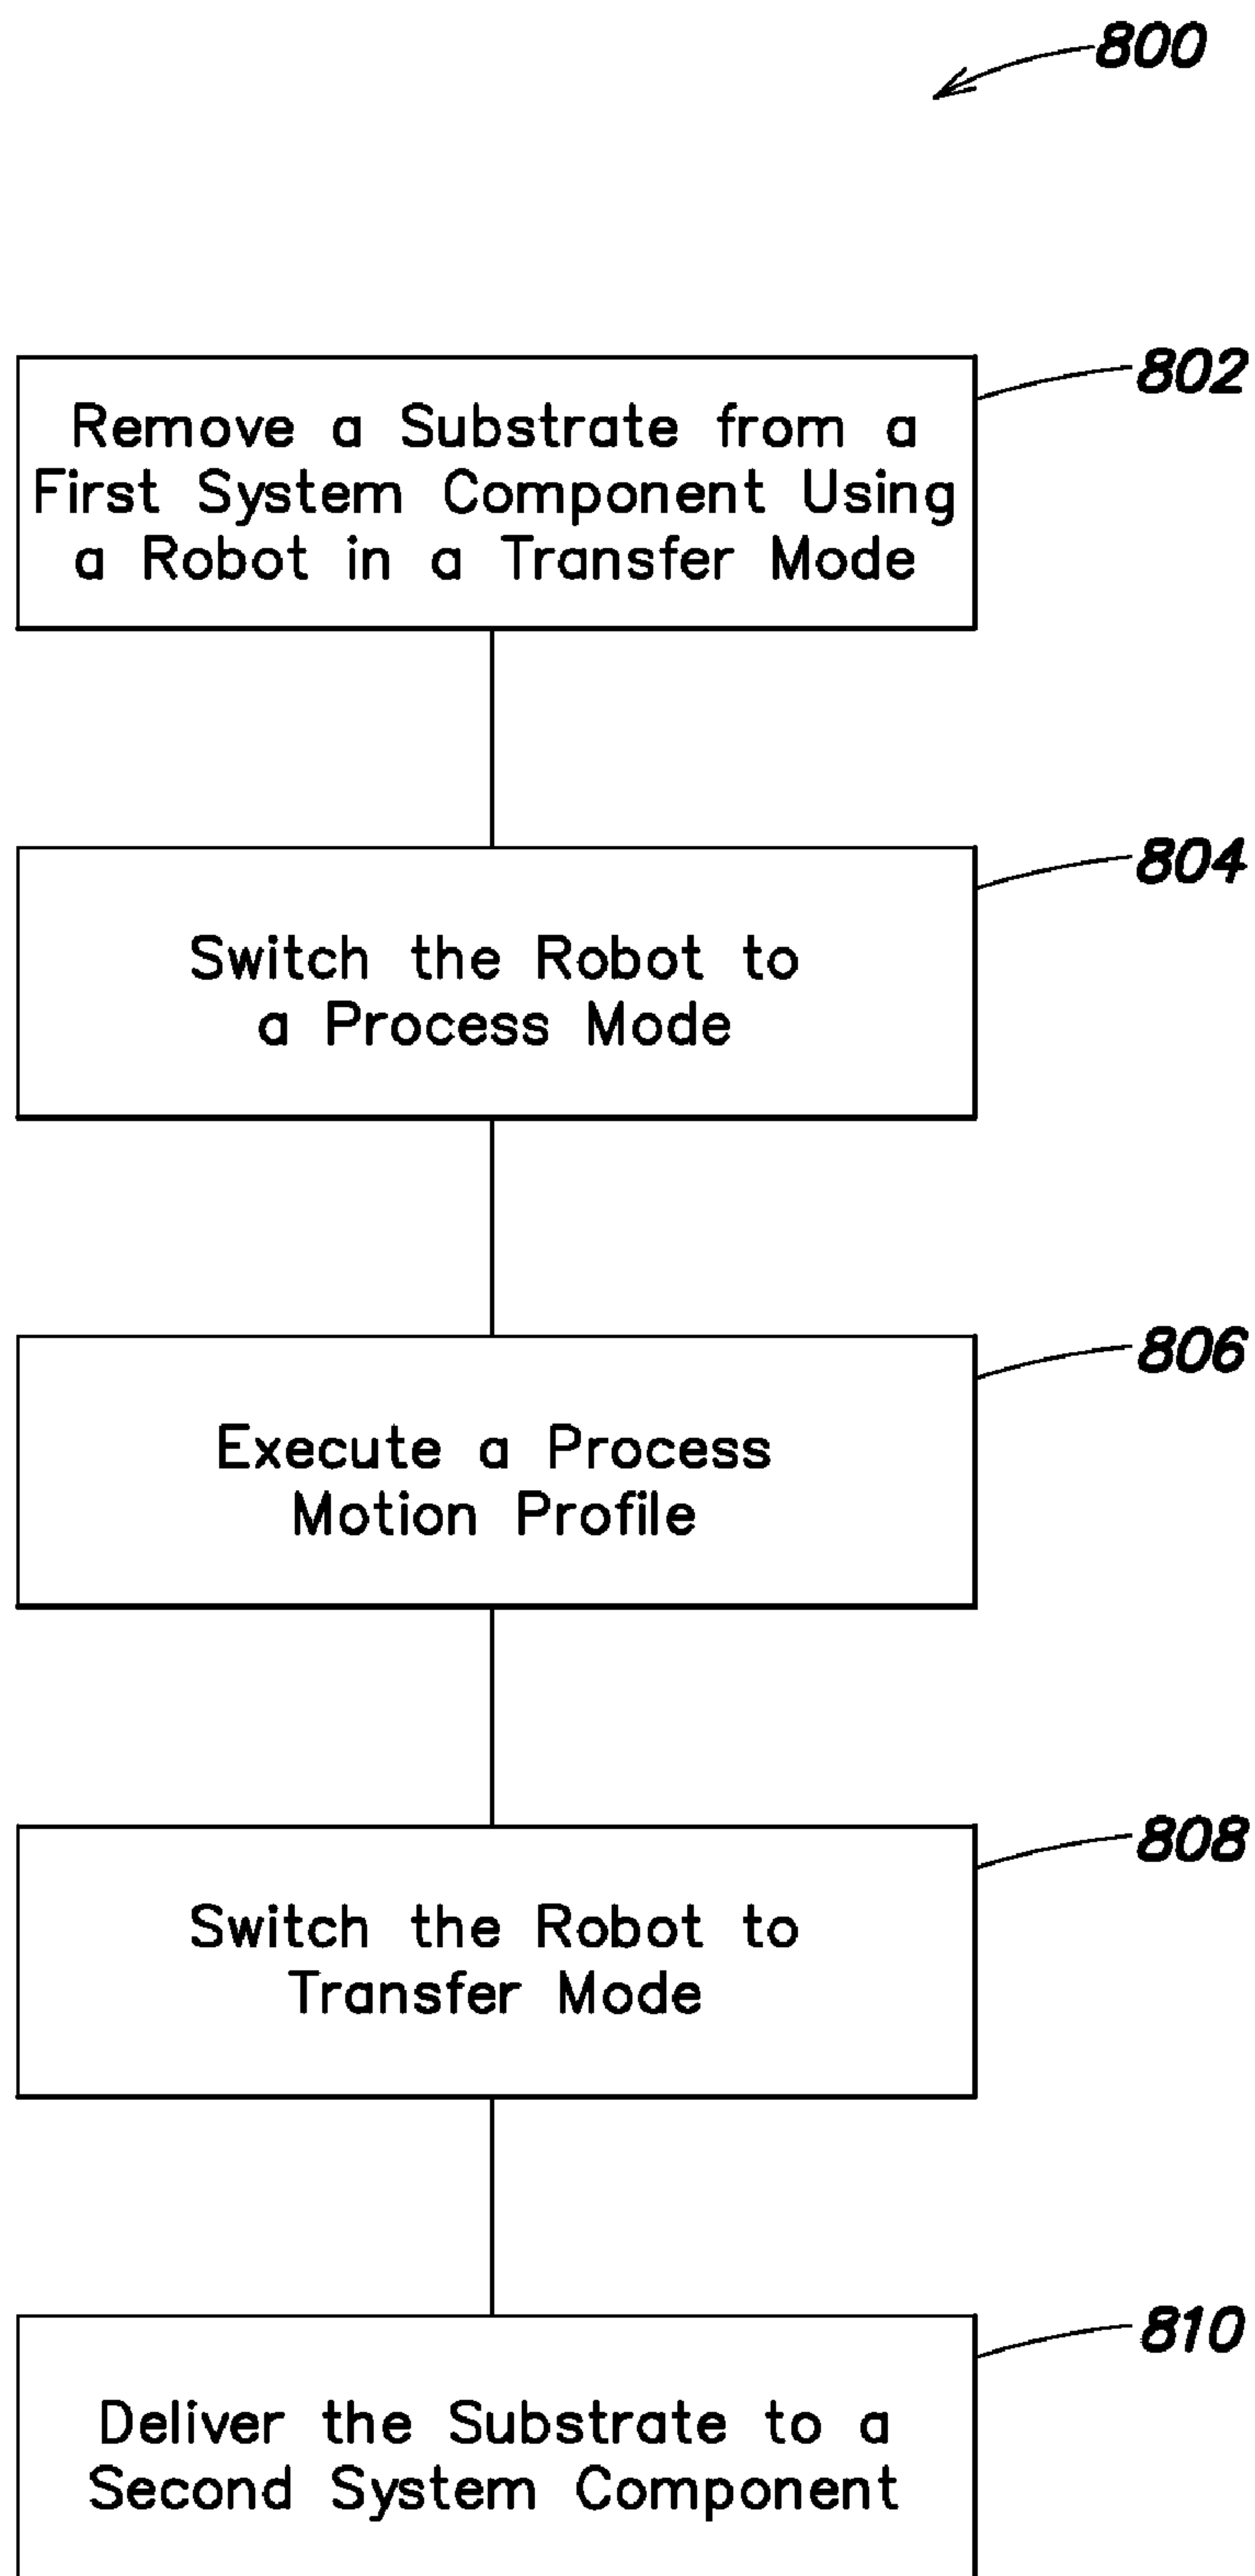 800
802
Remove a Substrate from a
First System Component Using
a Robot in a Transfer Mode
804
Switch the Robot to
a Process Mode
806
Execute a Process
Motion Profile
808
Switch the Robot to
Transfer Mode
810
Deliver the Substrate to a
Second System Component